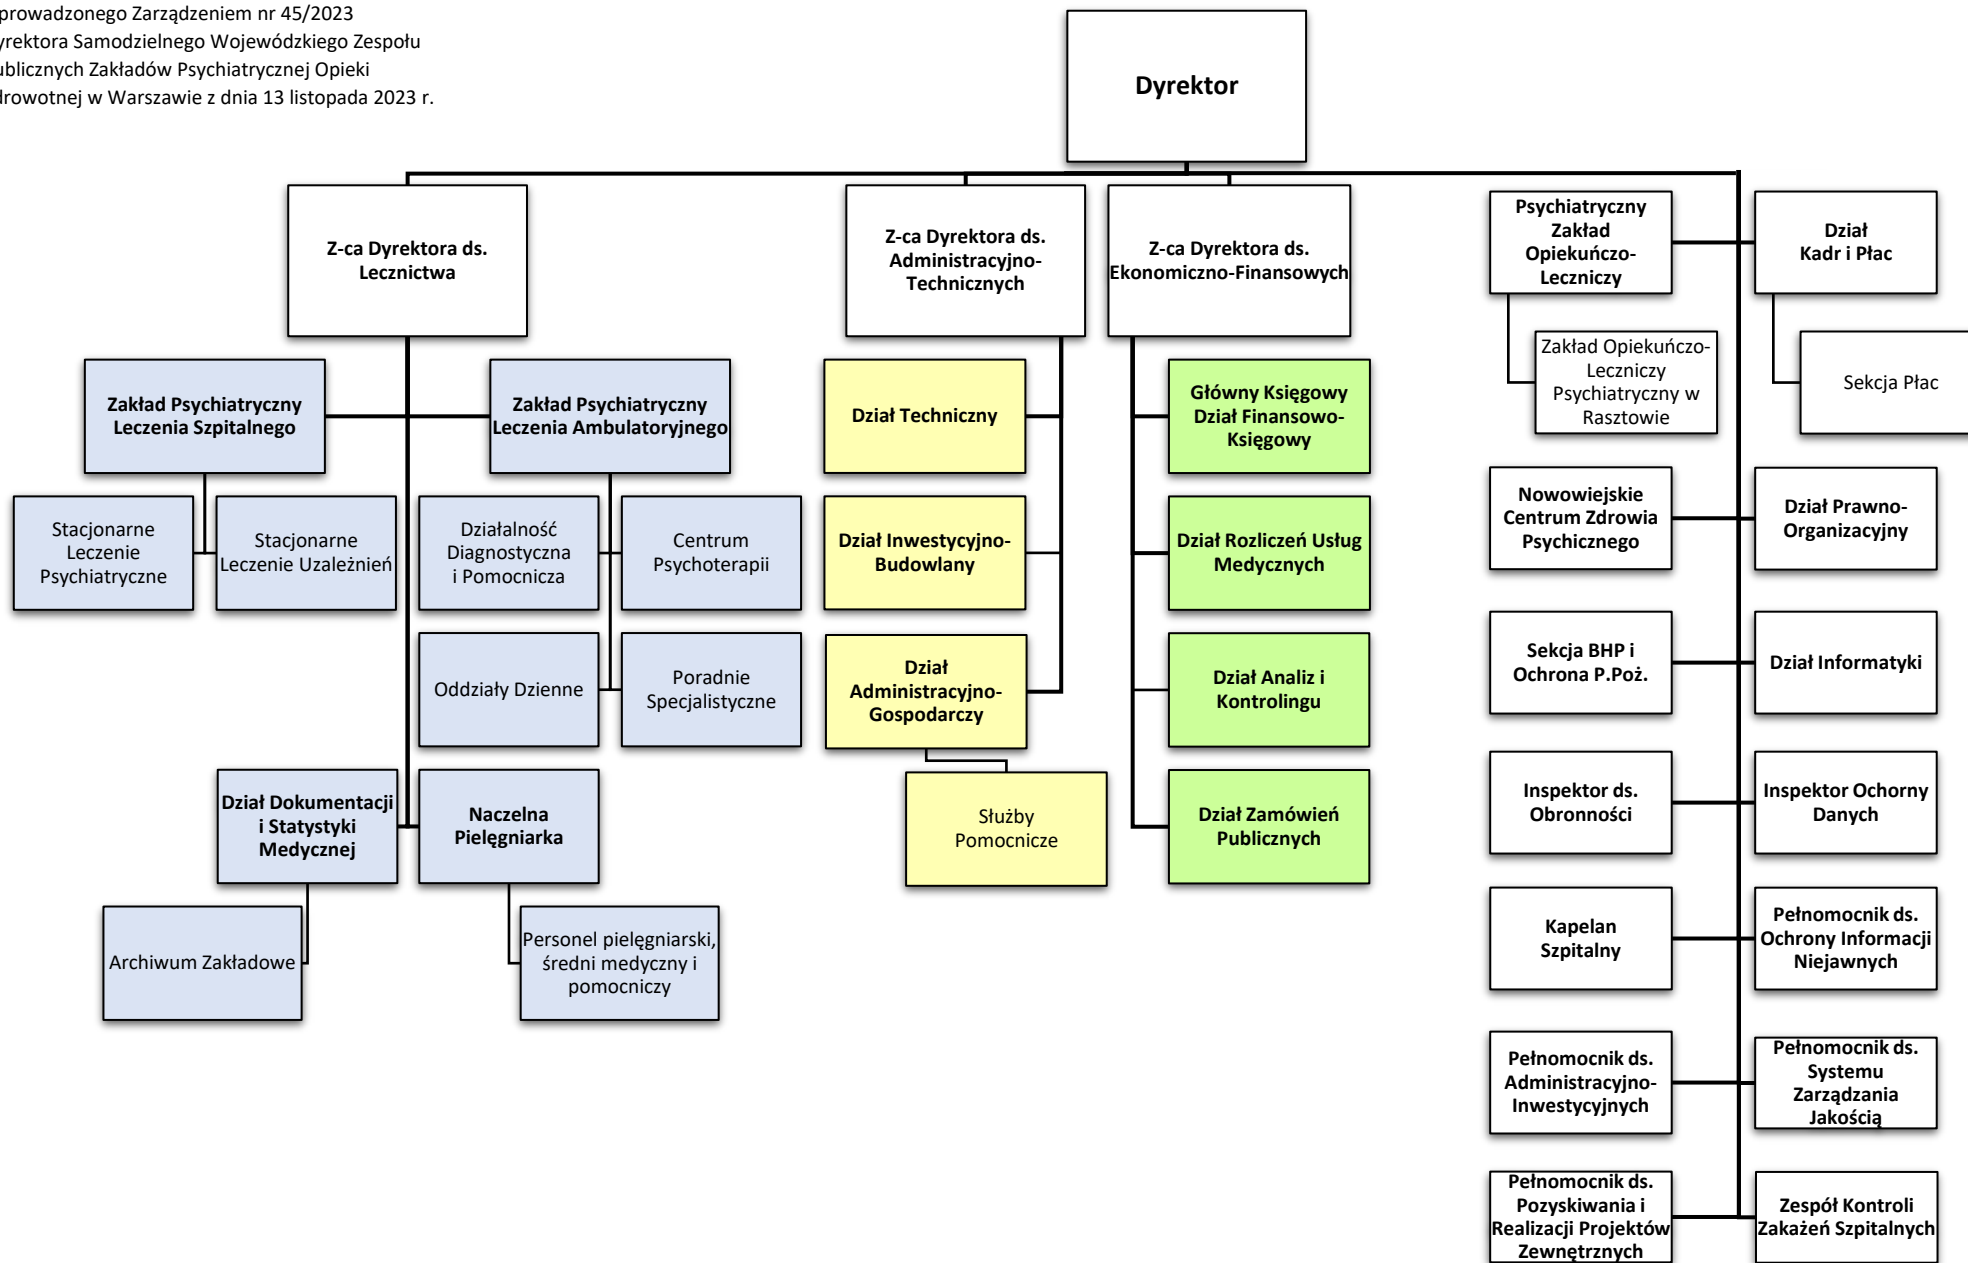 prowadzonego Zarządzeniem nr 45/2023
yrektora Samodzielnego Wojewódzkiego Zespołu
ublicznych Zakładów Psychiatrycznej Opieki
drowotnej w Warszawie z dnia 13 listopada 2023 r.
Dyrektor
Z-ca Dyrektora ds.
Lecznictwa
Z-ca Dyrektora ds.
Administracyjno-
Technicznych
Z-ca Dyrektora ds.
Ekonomiczno-Finansowych
Psychiatryczny
Zakład
Opiekuńczo-
Leczniczy
Dział
Kadr i Płac
Zakład Opiekuńczo-
Leczniczy
Psychiatryczny w
Rasztowie
Sekcja Płac
Zakład Psychiatryczny
Leczenia Szpitalnego
Zakład Psychiatryczny
Leczenia Ambulatoryjnego
Dział Techniczny
Główny Księgowy
Dział Finansowo-
Księgowy
Stacjonarne
Leczenie
Psychiatryczne
Stacjonarne
Leczenie Uzależnień
Działalność
Diagnostyczna
i Pomocnicza
Centrum
Psychoterapii
Dział Inwestycyjno-
Budowlany
Dział Rozliczeń Usług
Medycznych
Nowowiejskie
Centrum Zdrowia
Psychicznego
Dział Prawno-
Organizacyjny
Oddziały Dzienne
Poradnie
Specjalistyczne
Dział
Administracyjno-
Gospodarczy
Dział Analiz i
Kontrolingu
Sekcja BHP i
Ochrona P.Poż.
Dział Informatyki
Dział Dokumentacji
i Statystyki
Medycznej
Naczelna
Pielęgniarka
Służby
Pomocnicze
Dział Zamówień
Publicznych
Inspektor ds.
Obronności
Inspektor Ochorny
Danych
Archiwum Zakładowe
Personel pielęgniarski,
średni medyczny i
pomocniczy
Kapelan
Szpitalny
Pełnomocnik ds.
Ochrony Informacji
Niejawnych
Pełnomocnik ds.
Administracyjno-
Inwestycyjnych
Pełnomocnik ds.
Systemu
Zarządzania
Jakością
Pełnomocnik ds.
Pozyskiwania i
Realizacji Projektów
Zewnętrznych
Zespół Kontroli
Zakażeń Szpitalnych